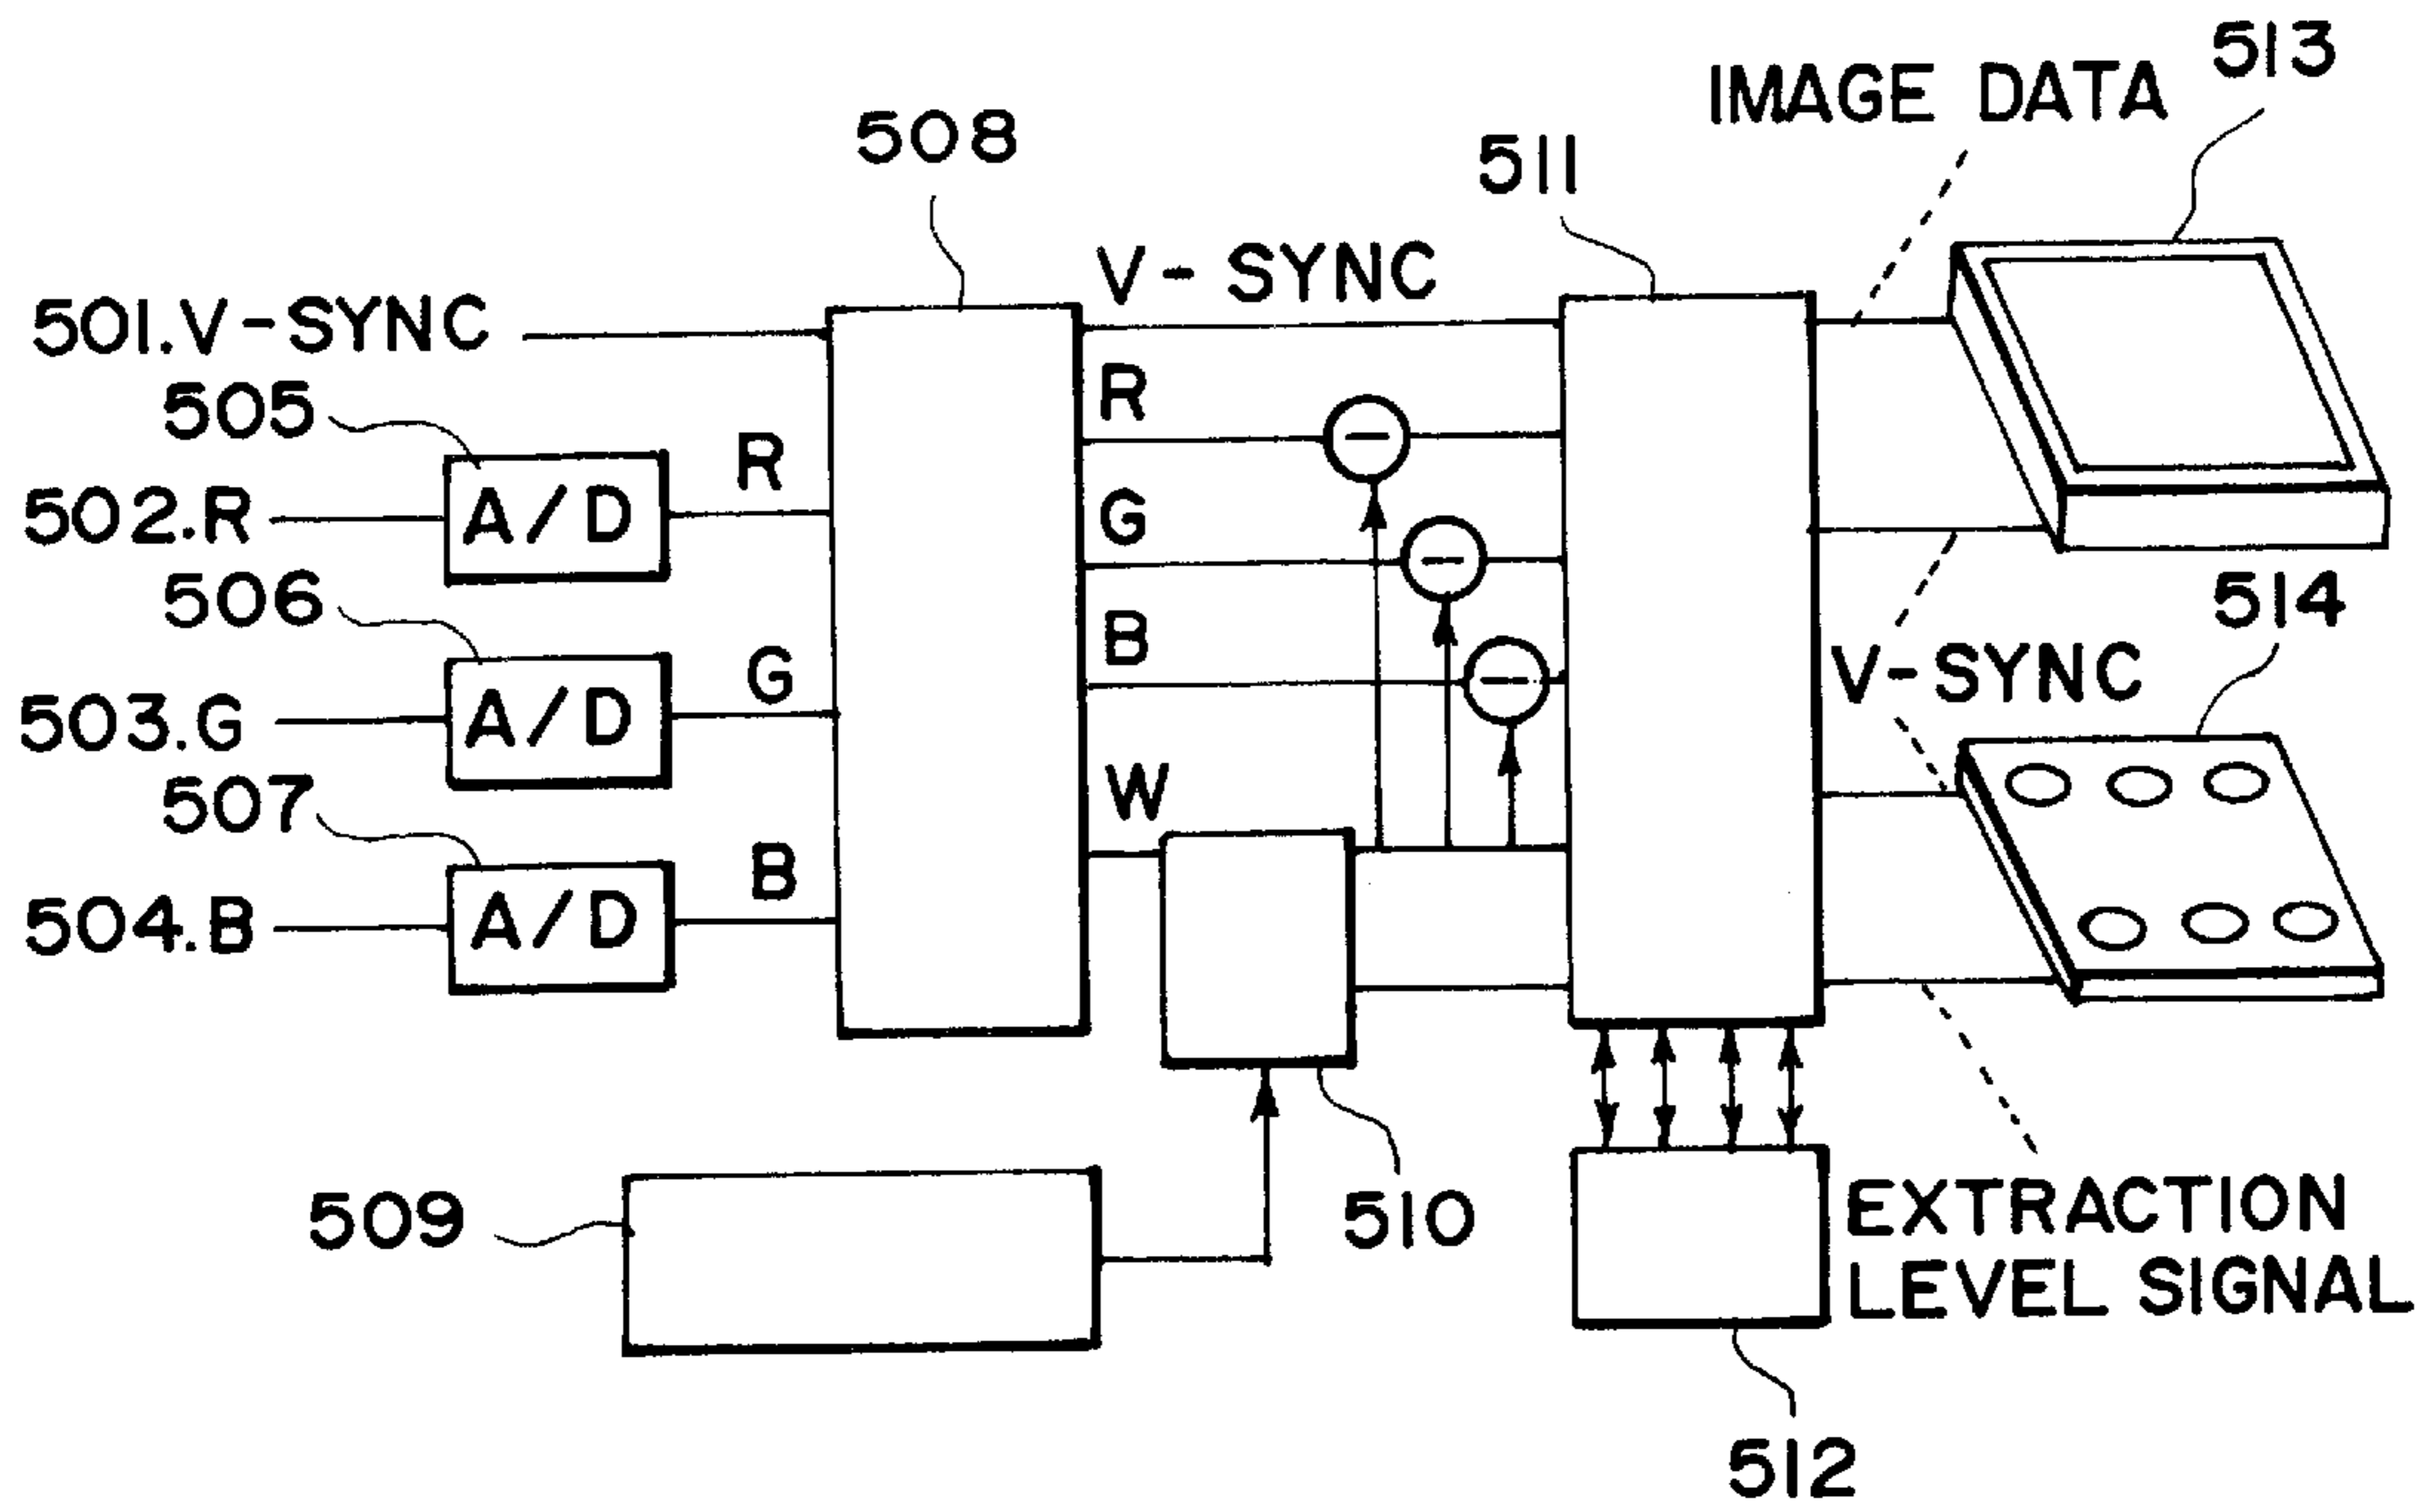 513
IMAGE DATA
508
511
V-SYNC
501.V-SYNC
505
R
R
502.R
A/D
G
506
514
B
V-SYNC
G
503.G
A/D
507
W
B
504.B
A/D
509
510
EXTRACTION
LEVEL SIGNAL
512